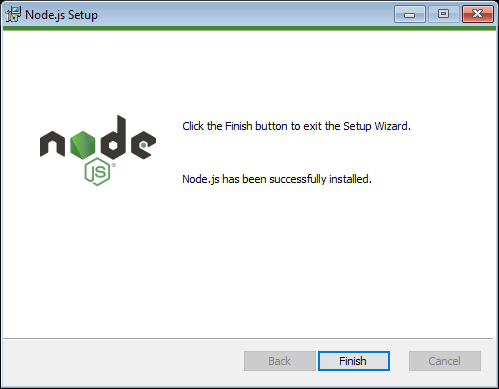 Node.js Setup
Click the Finish button to exit the Setup Wizard.
node
JS
®
Node.js has been successfully installed.
Back
Finish
Cancel